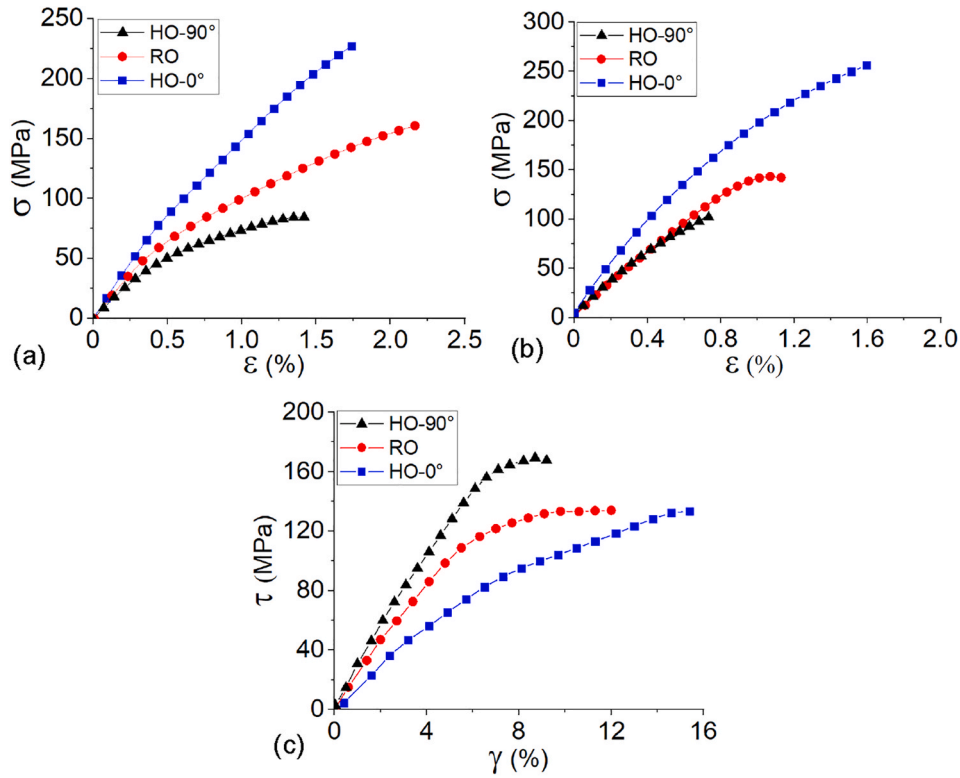 250
200
150
100
50
0
σ (MPa)
HO-90°
RO
HO-0°
0 0.5 1.0 1.5 2.0 2.5
(a)
ε (%)
300
250
200
150
100
50
0
σ (MPa)
HO-90°
RO
HO-0°
0 0.4 0.8 1.2 1.6 2.0
(b)
ε (%)
200
160
120
80
40
0
τ (MPa)
HO-90°
RO
HO-0°
0 4 8 12 16
(c)
γ (%)